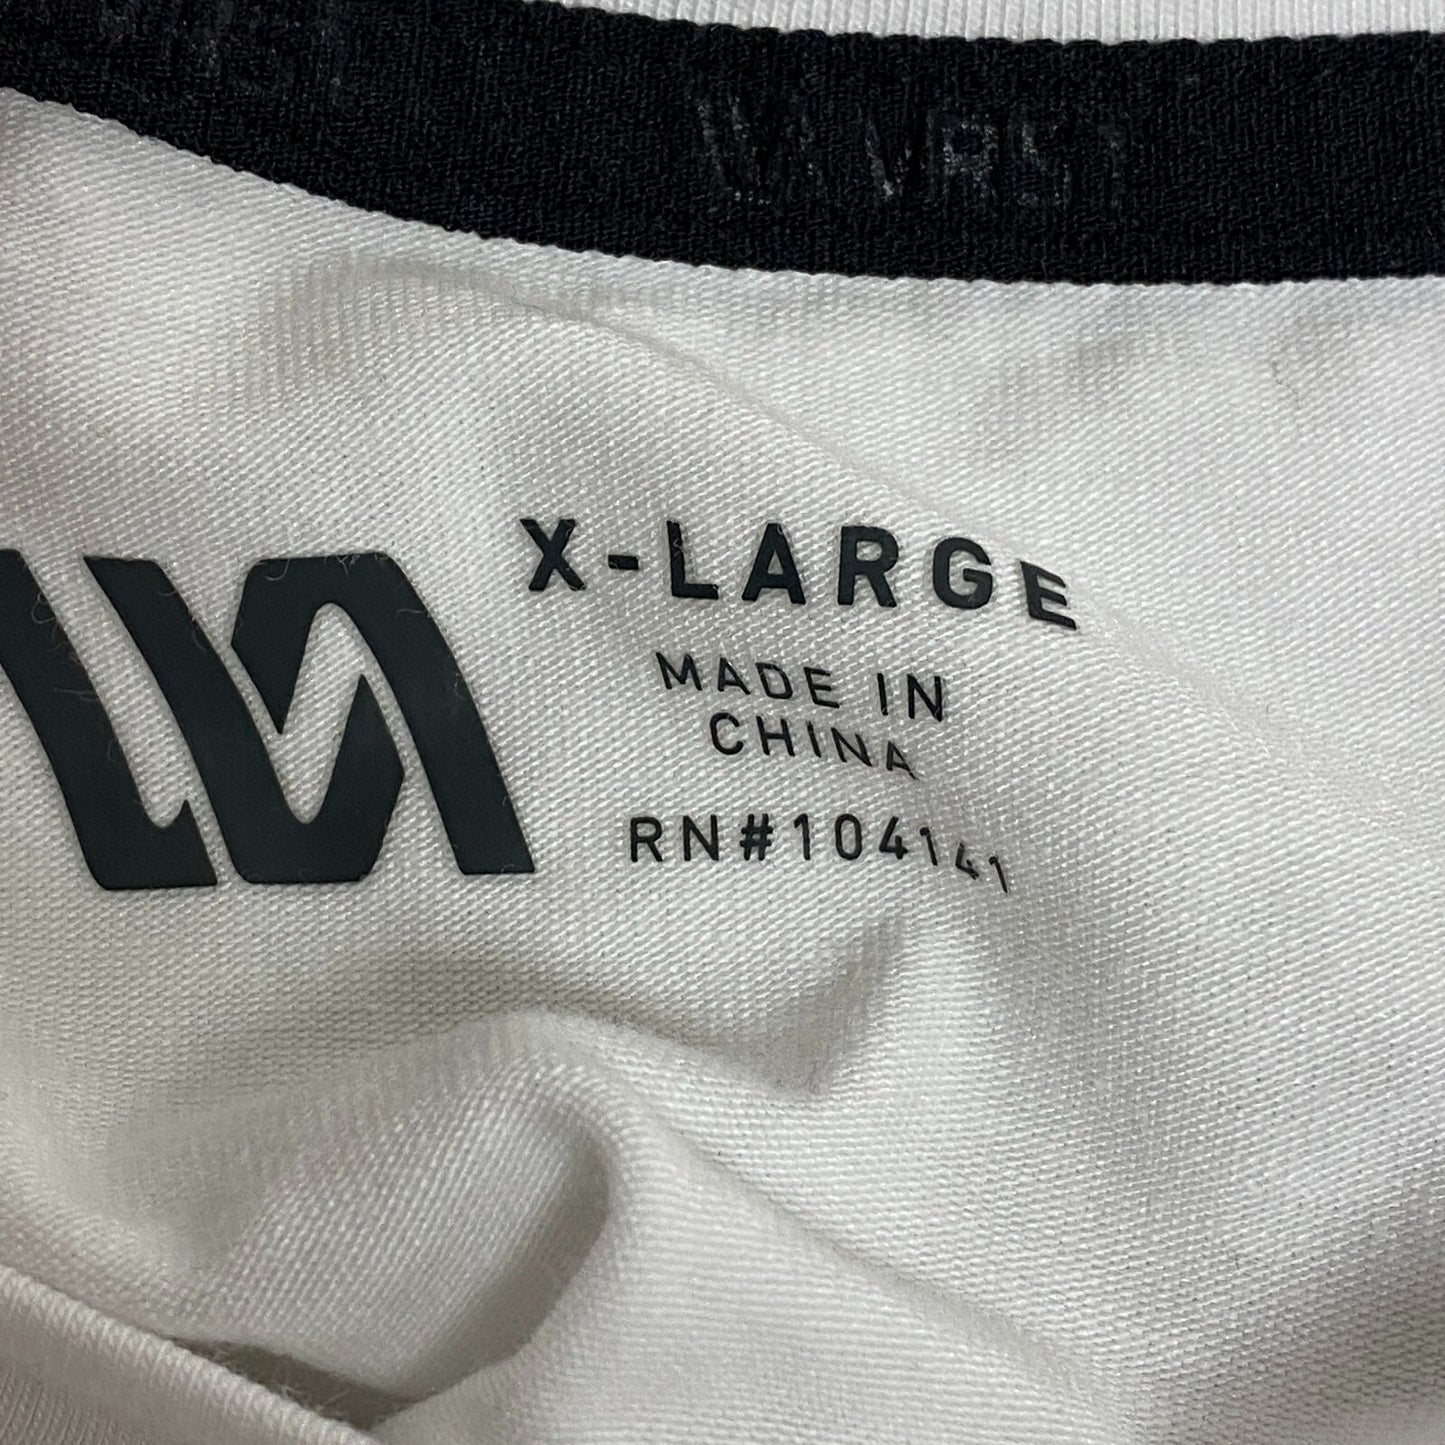 VRST
X-LARGE
MADE IN
CHINA
RN#104141